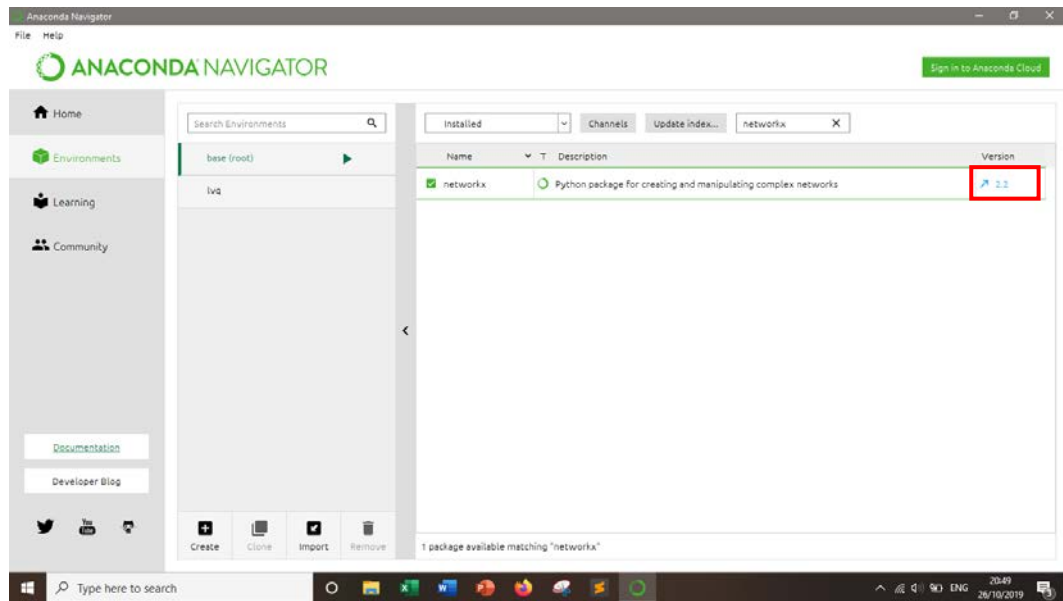 Anaconda Navigator
File Help
ANACONDA NAVIGATOR
Sign in to Anaconda Cloud
Home
Environments
Learning
Community
Documentation
Developer Blog
You Tube
Search Environments
base (root)
lvq
Create Clone Import Remove
Installed Channels Update index... networkx X
Name T Description Version
networkx Python package for creating and manipulating complex networks 2.2
1 package available matching "networkx"
Type here to search
ENG 20:49
26/10/2019